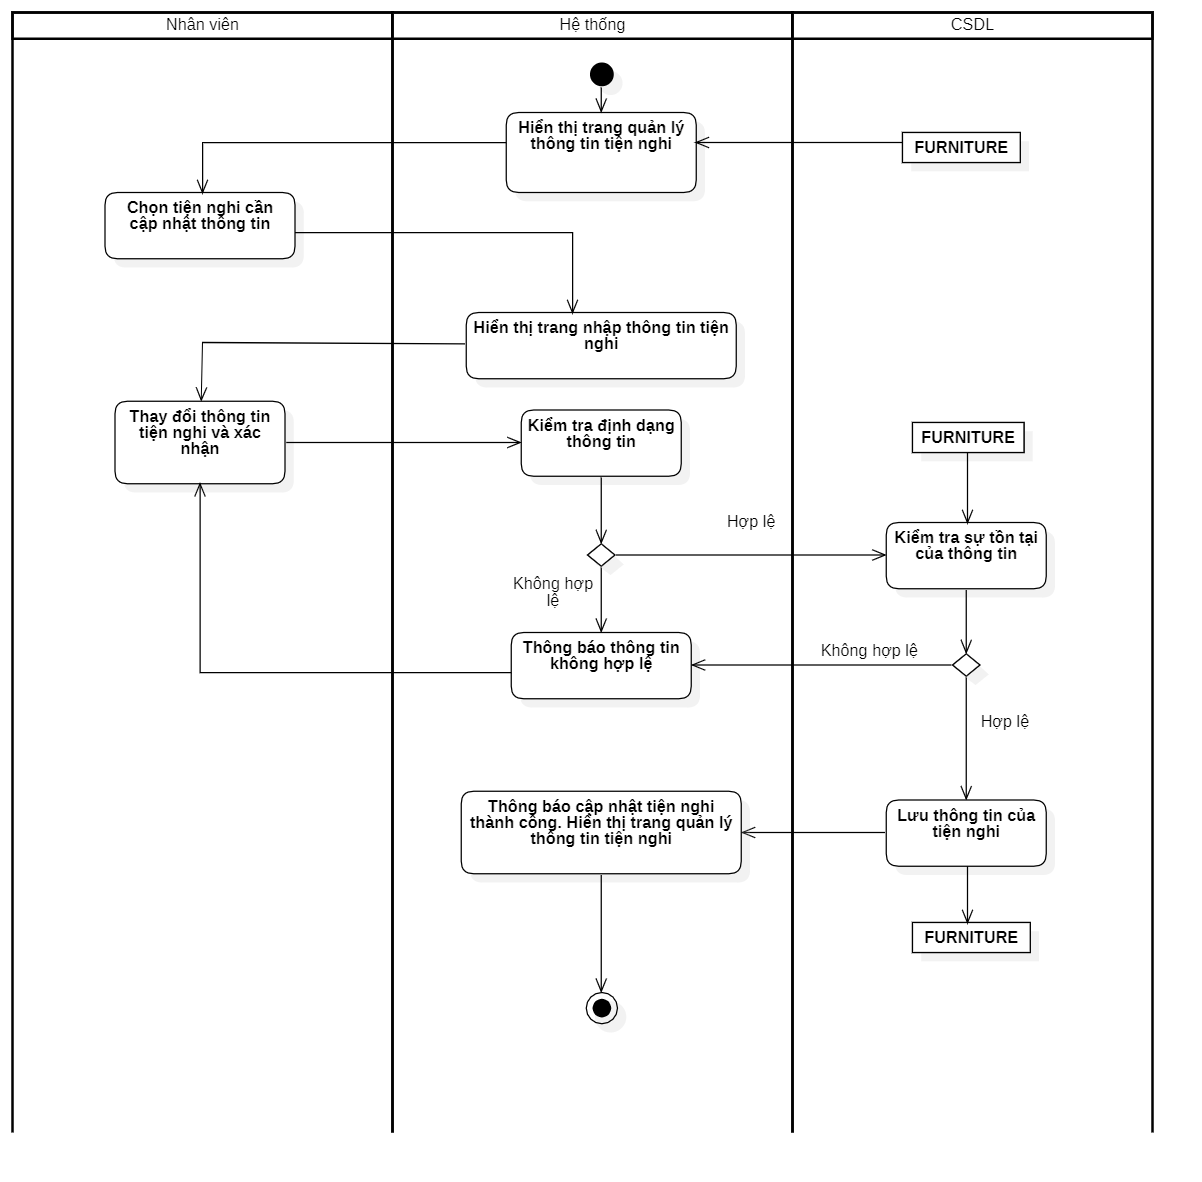 Nhân viên
Hệ thống
CSDL
Hiển thị trang quản lý
thông tin tiện nghi
FURNITURE
Chọn tiện nghi cần
cập nhật thông tin
Hiển thị trang nhập thông tin tiện
nghi
Thay đổi thông tin
tiện nghi và xác
nhận
Kiểm tra định dạng
thông tin
FURNITURE
Hợp lệ
Kiểm tra sự tồn tại
của thông tin
Không hợp
lệ
Thông báo thông tin
không hợp lệ
Không hợp lệ
Hợp lệ
Thông báo cập nhật tiện nghi
thành công. Hiển thị trang quản lý
thông tin tiện nghi
Lưu thông tin của
tiện nghi
FURNITURE